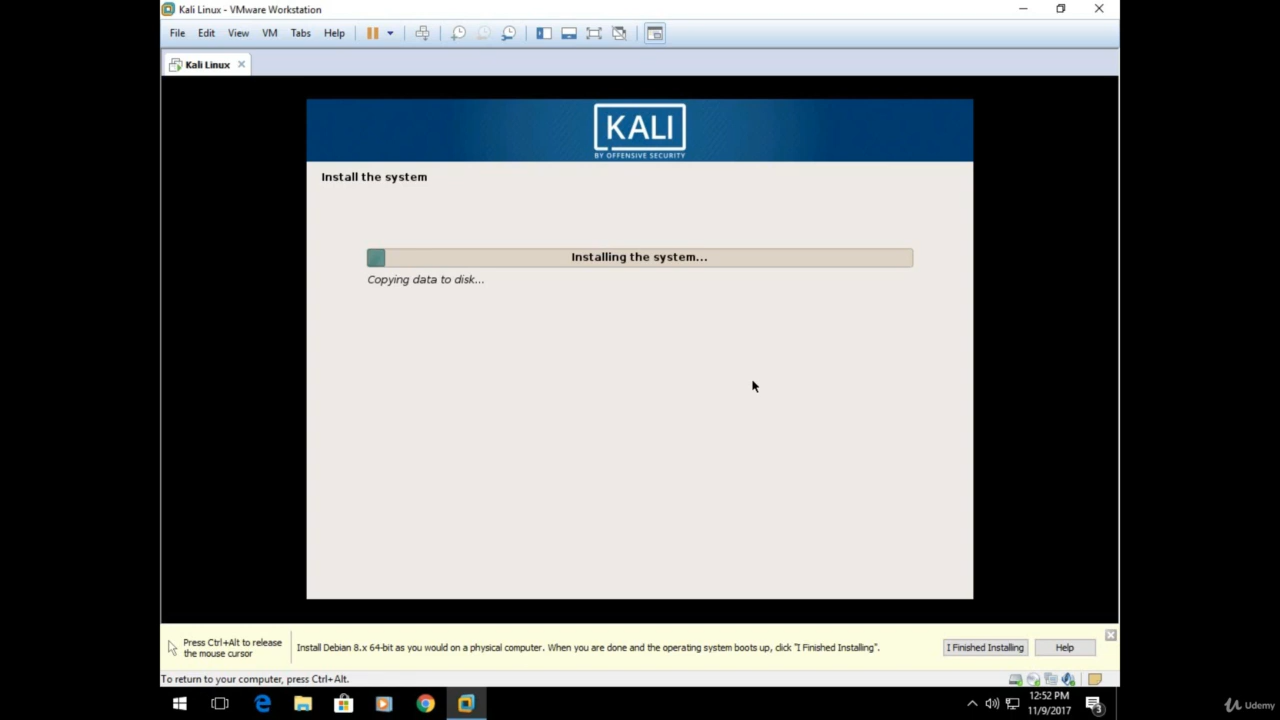 Kali Linux - VMware Workstation
File Edit View VM Tabs Help
Kali Linux
KALI
BY OFFENSIVE SECURITY
Install the system
Installing the system...
Copying data to disk...
Press Ctrl+Alt to release
the mouse cursor
Install Debian 8.x 64-bit as you would on a physical computer. When you are done and the operating system boots up, click "I Finished Installing".
I Finished Installing
Help
To return to your computer, press Ctrl+Alt.
12:52 PM
11/9/2017
3
Udemy